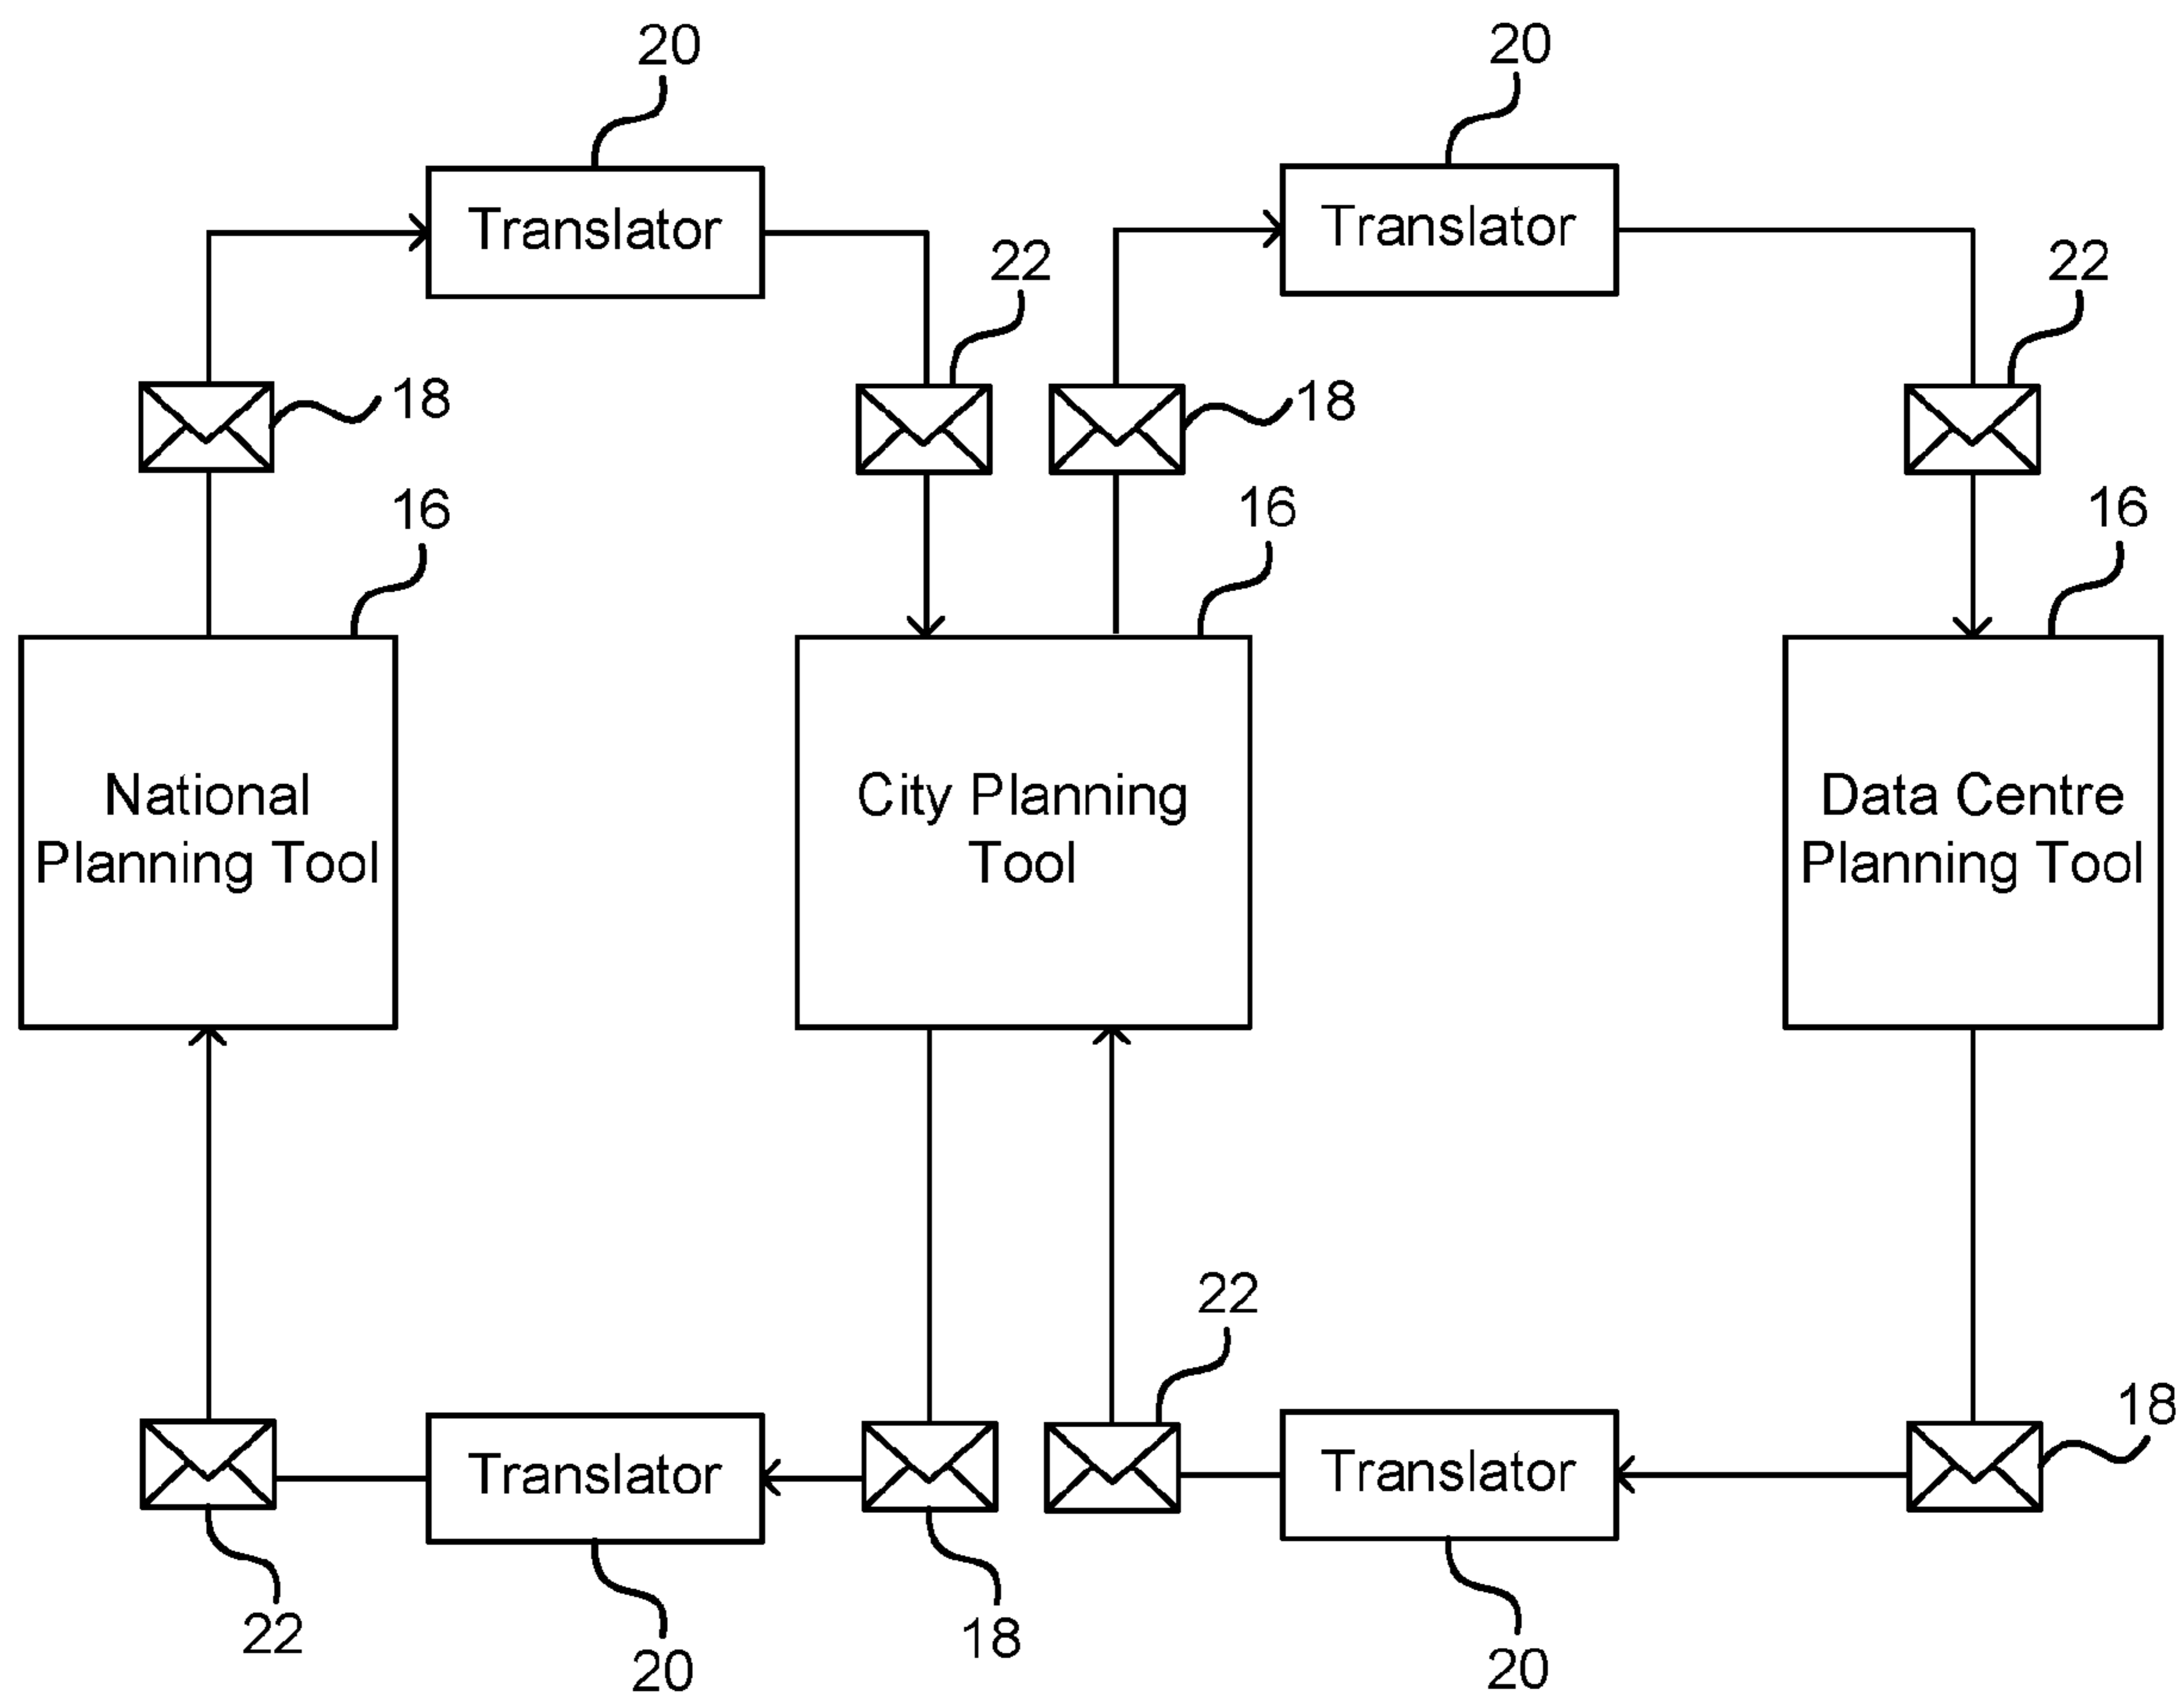 20
20
Translator
Translator
22
22
18
18
16
16
16
National
Planning Tool
City Planning
Tool
Data Centre
Planning Tool
22
18
Translator
Translator
22
18
20
20